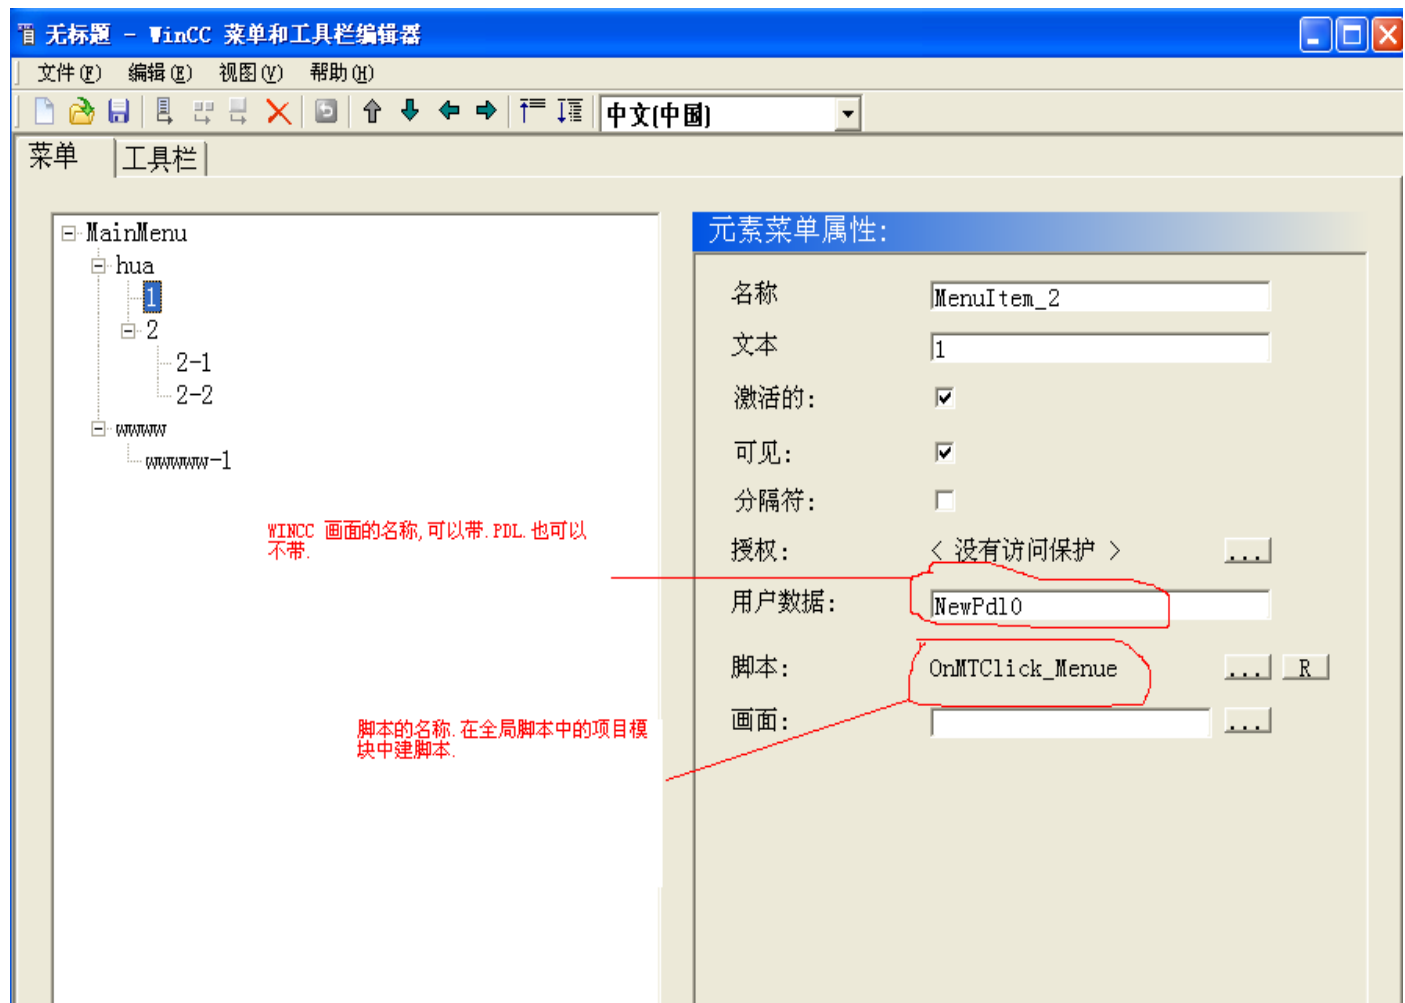 无标题 - WinCC 菜单和工具栏编辑器
文件(F) 编辑(E) 视图(V) 帮助(H)
中文(中国)
菜单 工具栏
MainMenu
hua
1
2
2-1
2-2
wwww
wwwww-1
WINCC 画面的名称,可以带.PDL.也可以
不带.
脚本的名称.在全局脚本中的项目模
块中建脚本.
元素菜单属性:
名称 MenuItem_2
文本 1
激活的:
可见:
分隔符:
授权: < 没有访问保护 > ...
用户数据: NewPdl0
脚本: OnMTClick_Menue ... R
画面: ...